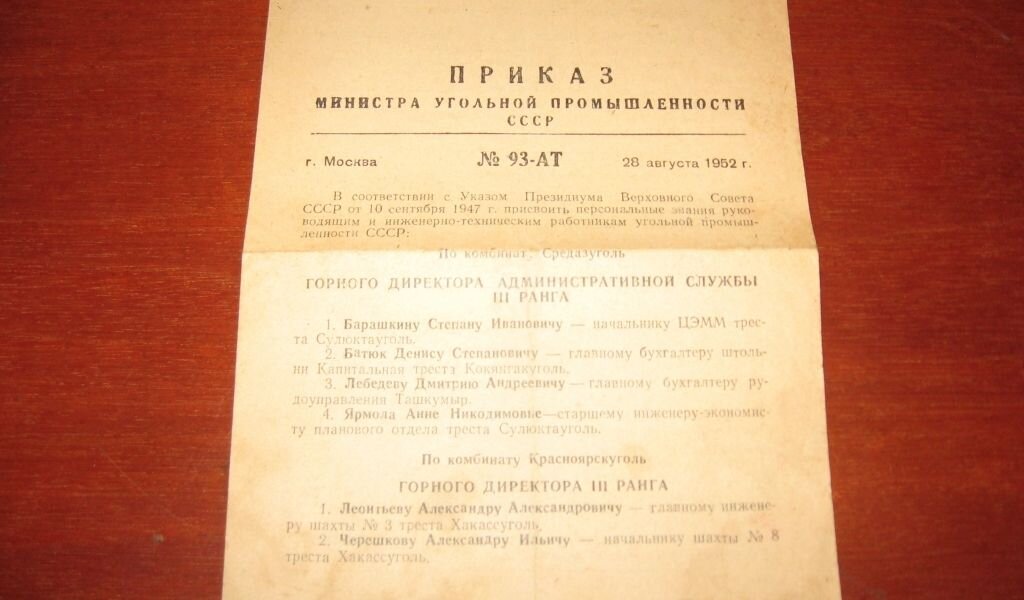 ПРИКАЗ
МИНИСТРА УГОЛЬНОЙ ПРОМЫШЛЕННОСТИ
СССР
г. Москва № 93-АТ 28 августа 1952 г.
В соответствии с Указом Президиума Верховного Совета
СССР от 10 сентября 1947 г. присвоить персональные звания руко-
водящим и инженерно-техническим работникам угольной промыш-
ленности СССР:
По комбинат. Средазуголь
ГОРНОГО ДИРЕКТОРА АДМИНИСТРАТИВНОЙ СЛУЖБЫ
III РАНГА
1. Барашкину Степану Ивановичу — начальнику ЦЭММ трес-
та Сулюктауголь.
2. Батюк Денису Степановичу — главному бухгалтеру штоль-
ни Капитальная треста Кокянгакуголь.
3. Лебедеву Дмитрию Андреевичу — главному бухгалтеру ру-
доуправления Ташкумыр.
4. Ярмола Анне Никодимовне—старшему инженеру-экономис-
ту планового отдела треста Сулюктауголь.
По комбинату Красноярскуголь
ГОРНОГО ДИРЕКТОРА III РАНГА
1. Леонтьеву Александру Александровичу — главному инжене-
ру шахты № 3 треста Хакассуголь.
2. Черешкову Александру Ильичу — начальнику шахты № 8
треста Хакассуголь.